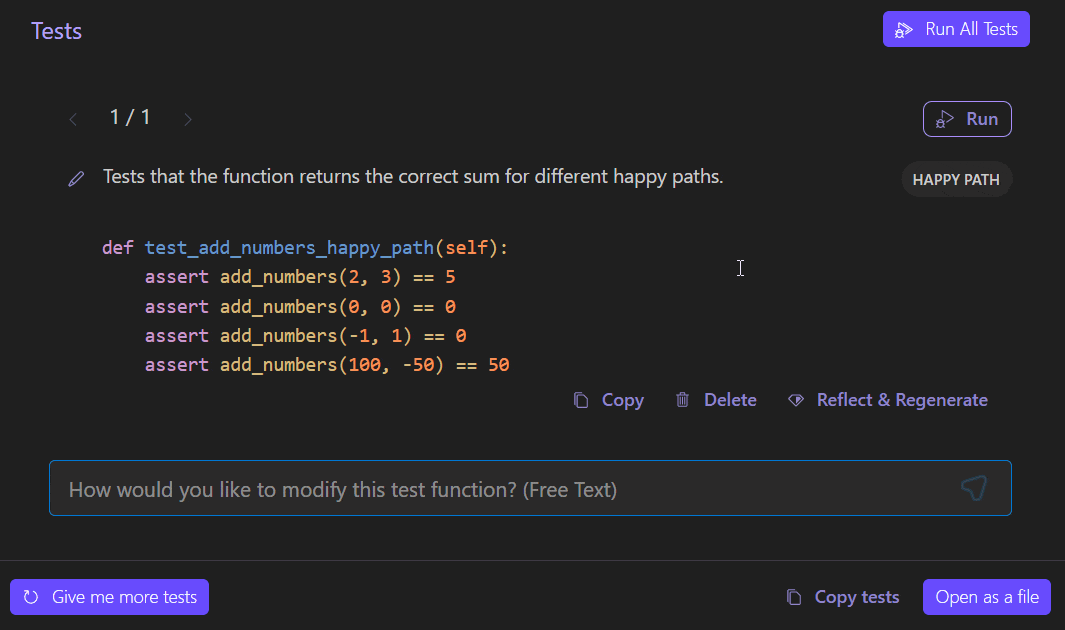 Tests
Run All Tests
1 / 1
Run
Tests that the function returns the correct sum for different happy paths.
HAPPY PATH
def test_add_numbers_happy_path(self):
    assert add_numbers(2, 3) == 5
    assert add_numbers(0, 0) == 0
    assert add_numbers(-1, 1) == 0
    assert add_numbers(100, -50) == 50
Copy
Delete
Reflect & Regenerate
How would you like to modify this test function? (Free Text)
Give me more tests
Copy tests
Open as a file